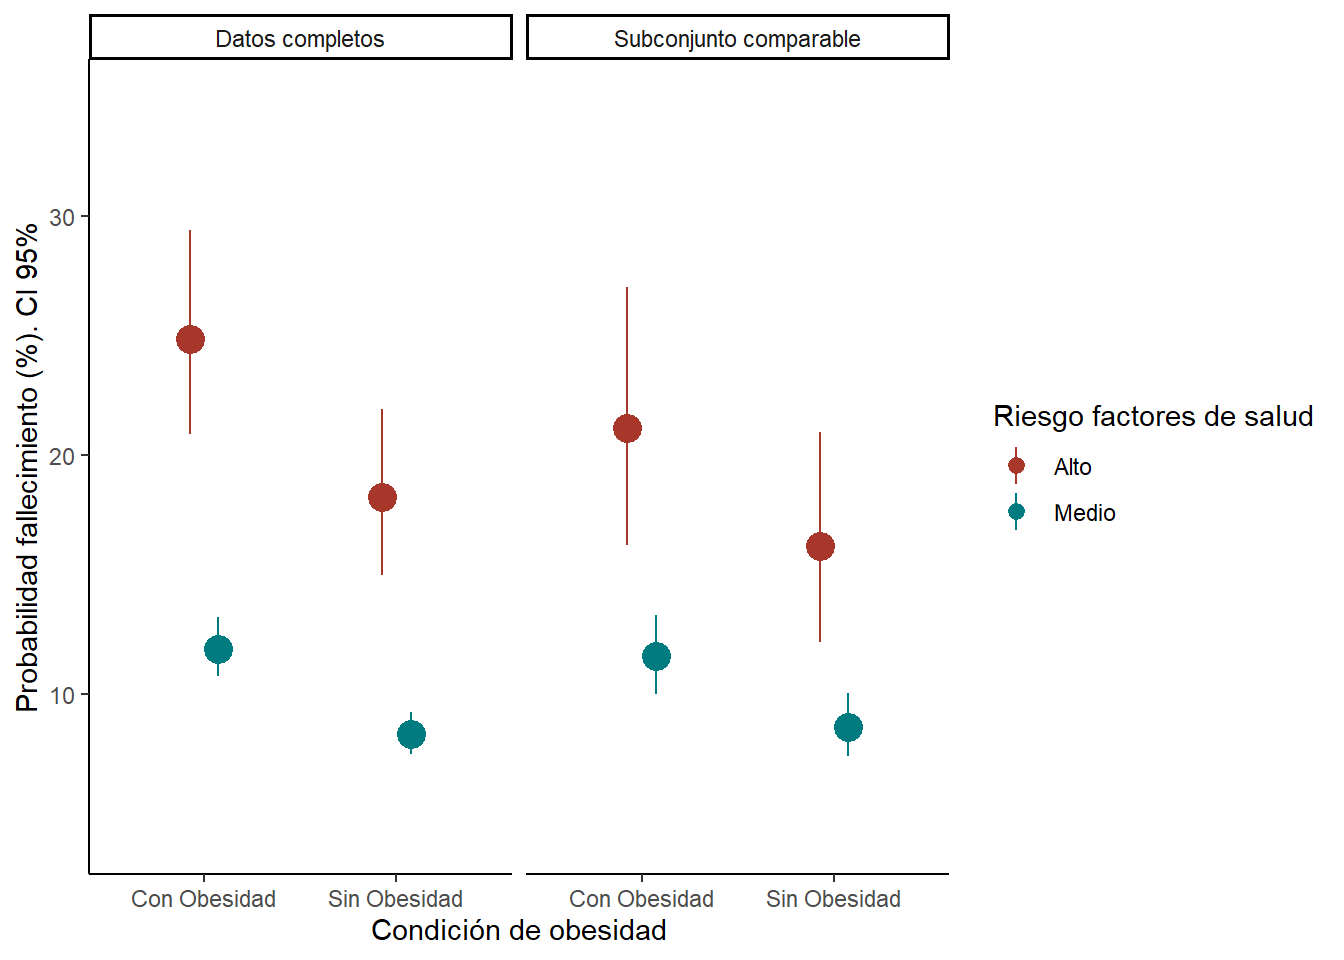 Datos completos
Subconjunto comparable
Probabilidad fallecimiento (%). CI 95%
30
20
10
Con Obesidad
Sin Obesidad
Con Obesidad
Sin Obesidad
Condición de obesidad
Riesgo factores de salud
Alto
Medio